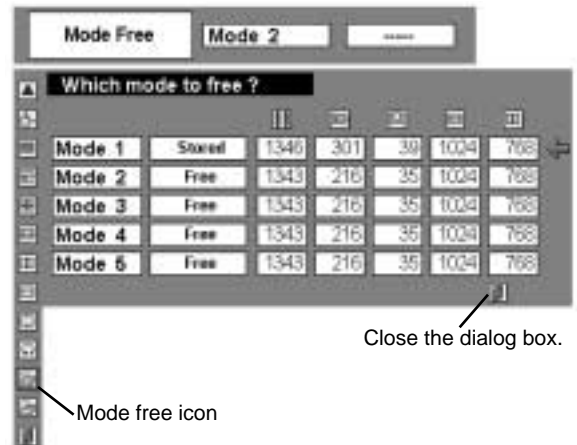 Mode Free Mode 2 -----
Which mode to free ?
Mode 1 Stored 1346 301 39 1024 768
Mode 2 Free 1343 216 35 1024 768
Mode 3 Free 1343 216 35 1024 768
Mode 4 Free 1343 216 35 1024 768
Mode 5 Free 1343 216 35 1024 768
Close the dialog box.
Mode free icon